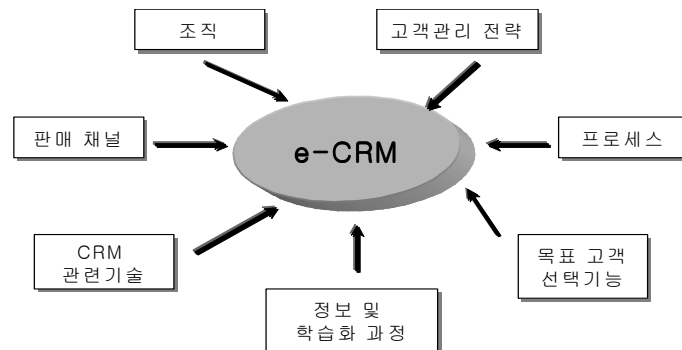 조직
고객관리 전략
판매 채널
e-CRM
프로세스
CRM
관련기술
목표 고객
선택기능
정보 및
학습화 과정